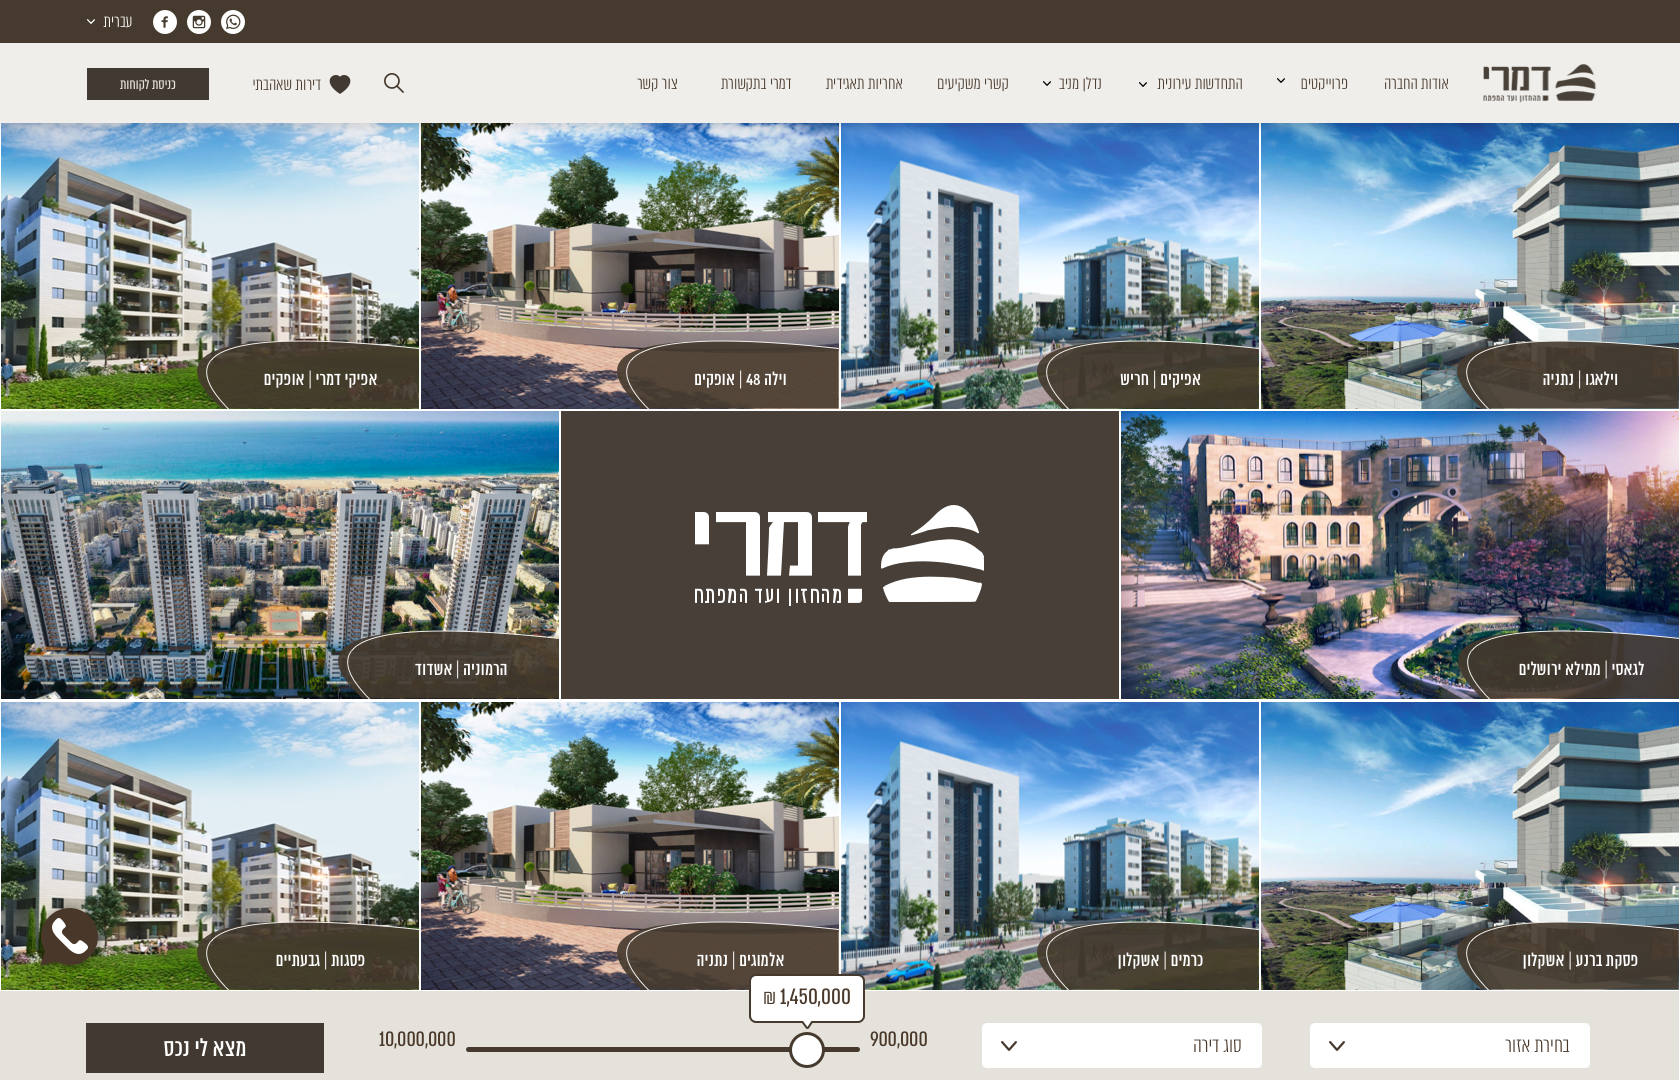 עברית
דמרי
מהחזון ועד המפתח
אודות החברה
פרוייקטים
התחדשות עירונית
נדלן מניב
קשרי משקיעים
אחריות תאגידית
דמרי בתקשורת
צור קשר
דירות שאהבתי
כניסת לקוחות
וילאגו | נתניה
אפיקים | חריש
וילה 48 | אופקים
אפיקי דמרי | אופקים
לגאסי | ממילא ירושלים
דמרי
מהחזון ועד המפתח
הרמוניה | אשדוד
פסקת ברנע | אשקלון
כרמים | אשקלון
אלמוגים | נתניה
פסגות | גבעתיים
בחירת אזור
סוג דירה
900,000
1,450,000 ₪
10,000,000
מצא לי נכס